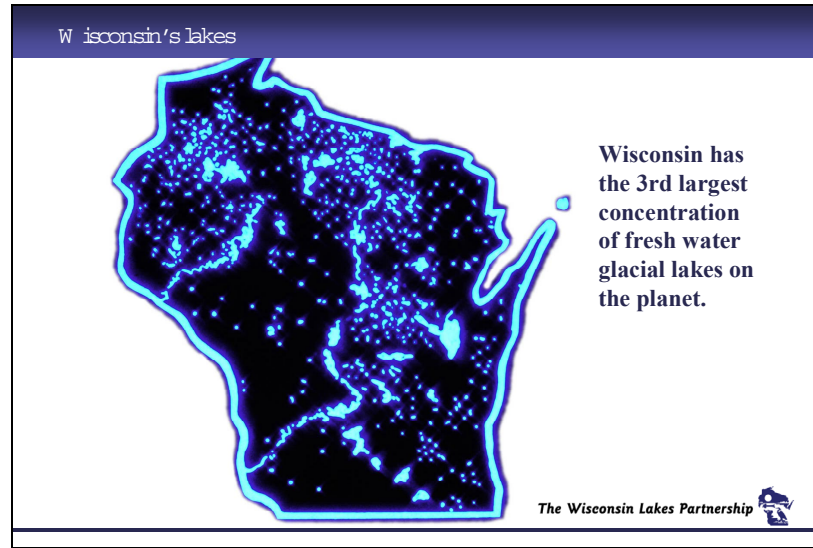 Wisconsin's lakes
Wisconsin has
the 3rd largest
concentration
of fresh water
glacial lakes on
the planet.
The Wisconsin Lakes Partnership